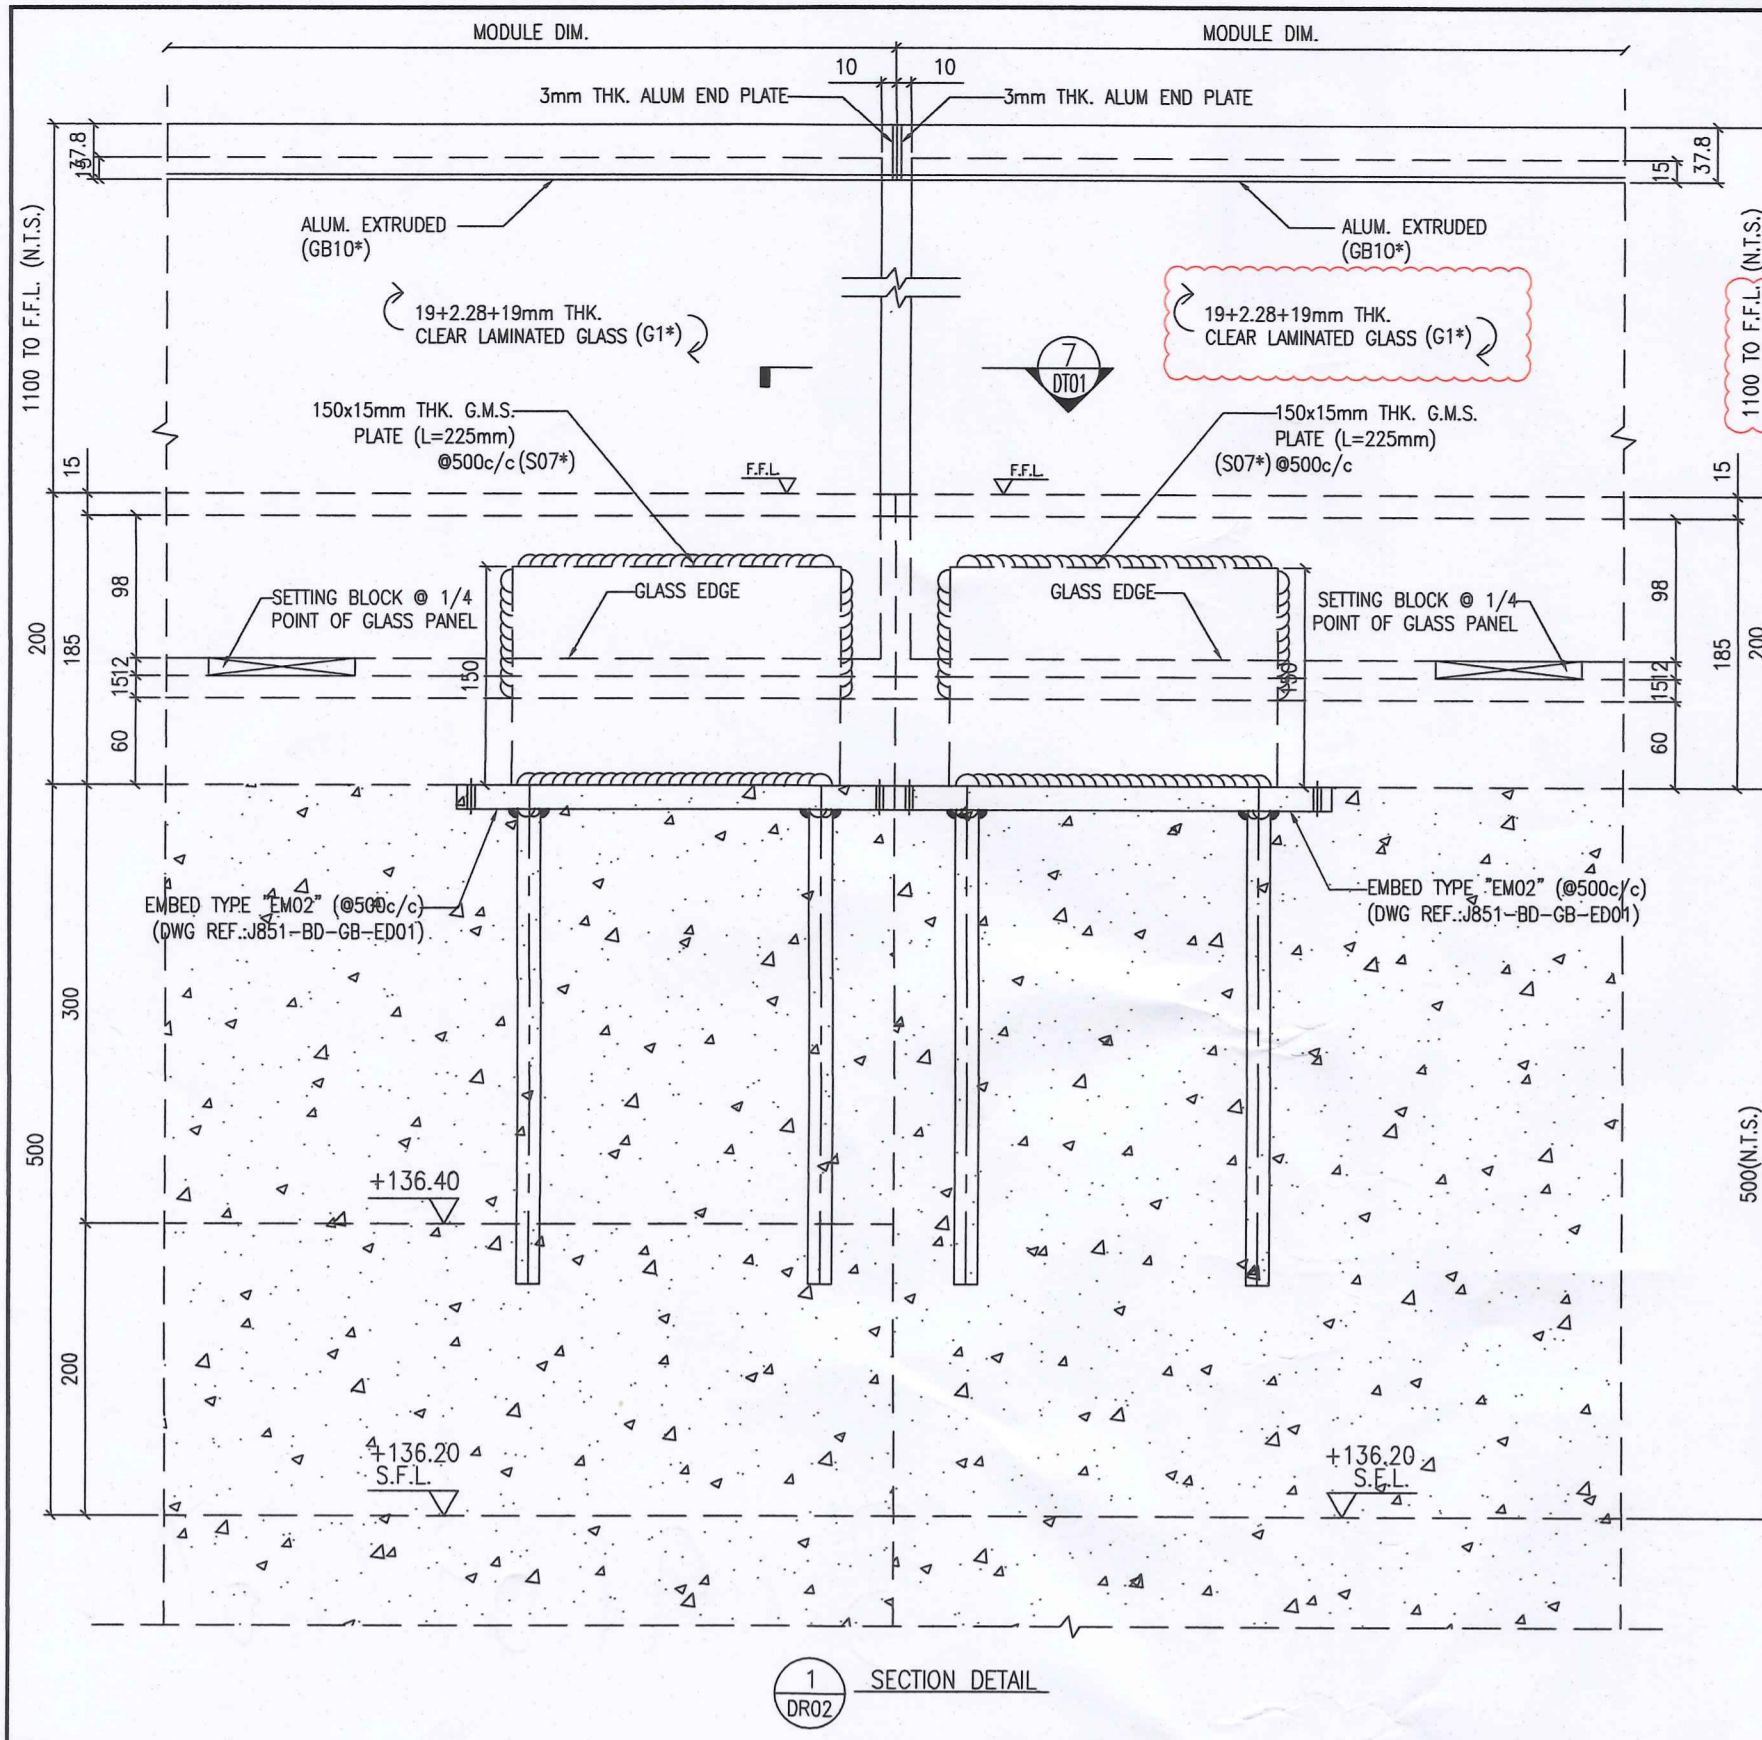 MODULE DIM.
MODULE DIM.
10
10
3mm THK. ALUM END PLATE
3mm THK. ALUM END PLATE
37.8
15
37.8
15
ALUM. EXTRUDED
(GB10*)
ALUM. EXTRUDED
(GB10*)
1100 TO F.F.L. (N.T.S.)
1100 TO F.F.L. (N.T.S.)
19+2.28+19mm THK.
CLEAR LAMINATED GLASS (G1*)
19+2.28+19mm THK.
CLEAR LAMINATED GLASS (G1*)
7
DT01
150x15mm THK. G.M.S.
PLATE (L=225mm)
@500c/c (S07*)
150x15mm THK. G.M.S.
PLATE (L=225mm)
(S07*) @500c/c
F.F.L.
F.F.L.
15
15
98
98
SETTING BLOCK @ 1/4
POINT OF GLASS PANEL
GLASS EDGE
GLASS EDGE
SETTING BLOCK @ 1/4
POINT OF GLASS PANEL
200
185
12
15
60
150
150
12
15
60
185
200
EMBED TYPE "EM02" (@500c/c)
(DWG REF.:J851-BD-GB-ED01)
EMBED TYPE "EM02" (@500c/c)
(DWG REF.:J851-BD-GB-ED01)
300
500
500(N.T.S.)
+136.40
200
+136.20
S.F.L.
+136.20
S.F.L.
1
DR02
SECTION DETAIL